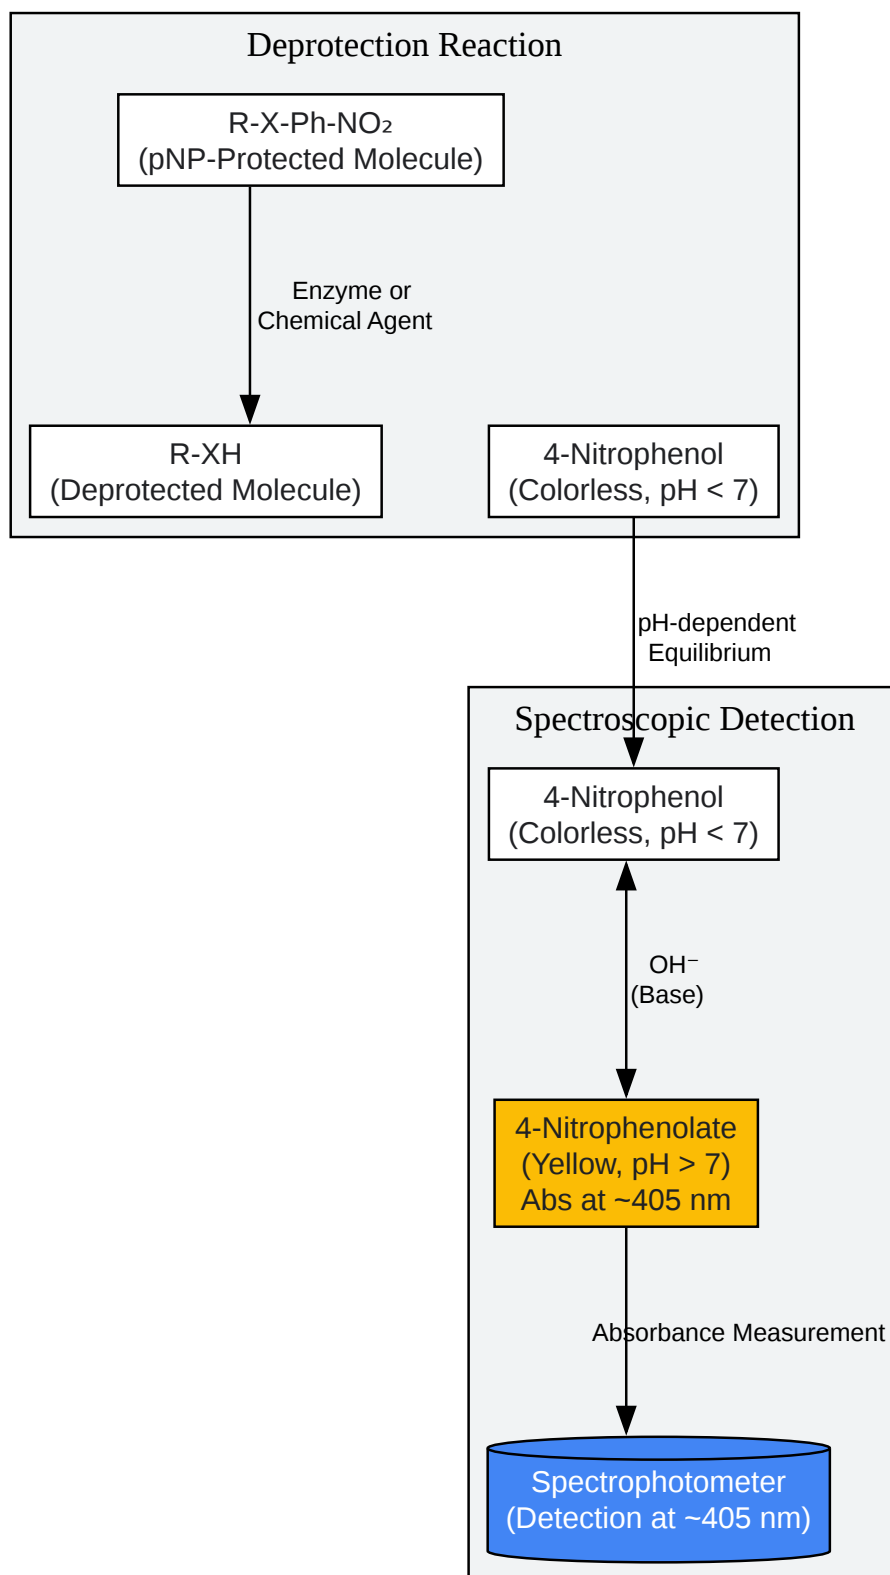 Deprotection Reaction
R-X-Ph-NO₂
(pNP-Protected Molecule)
Enzyme or
Chemical Agent
R-XH
(Deprotected Molecule)
4-Nitrophenol
(Colorless, pH < 7)
pH-dependent
Equilibrium
Spectroscopic Detection
4-Nitrophenol
(Colorless, pH < 7)
OH⁻
(Base)
4-Nitrophenolate
(Yellow, pH > 7)
Abs at ~405 nm
Absorbance Measurement
Spectrophotometer
(Detection at ~405 nm)